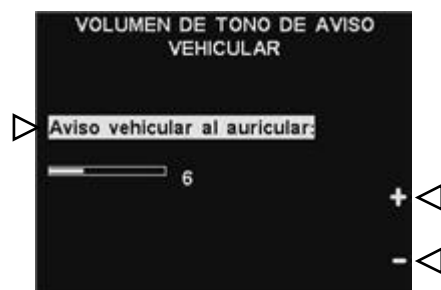 VOLUMEN DE TONO DE AVISO
VEHICULAR
Aviso vehicular al auricular:
6
+
-